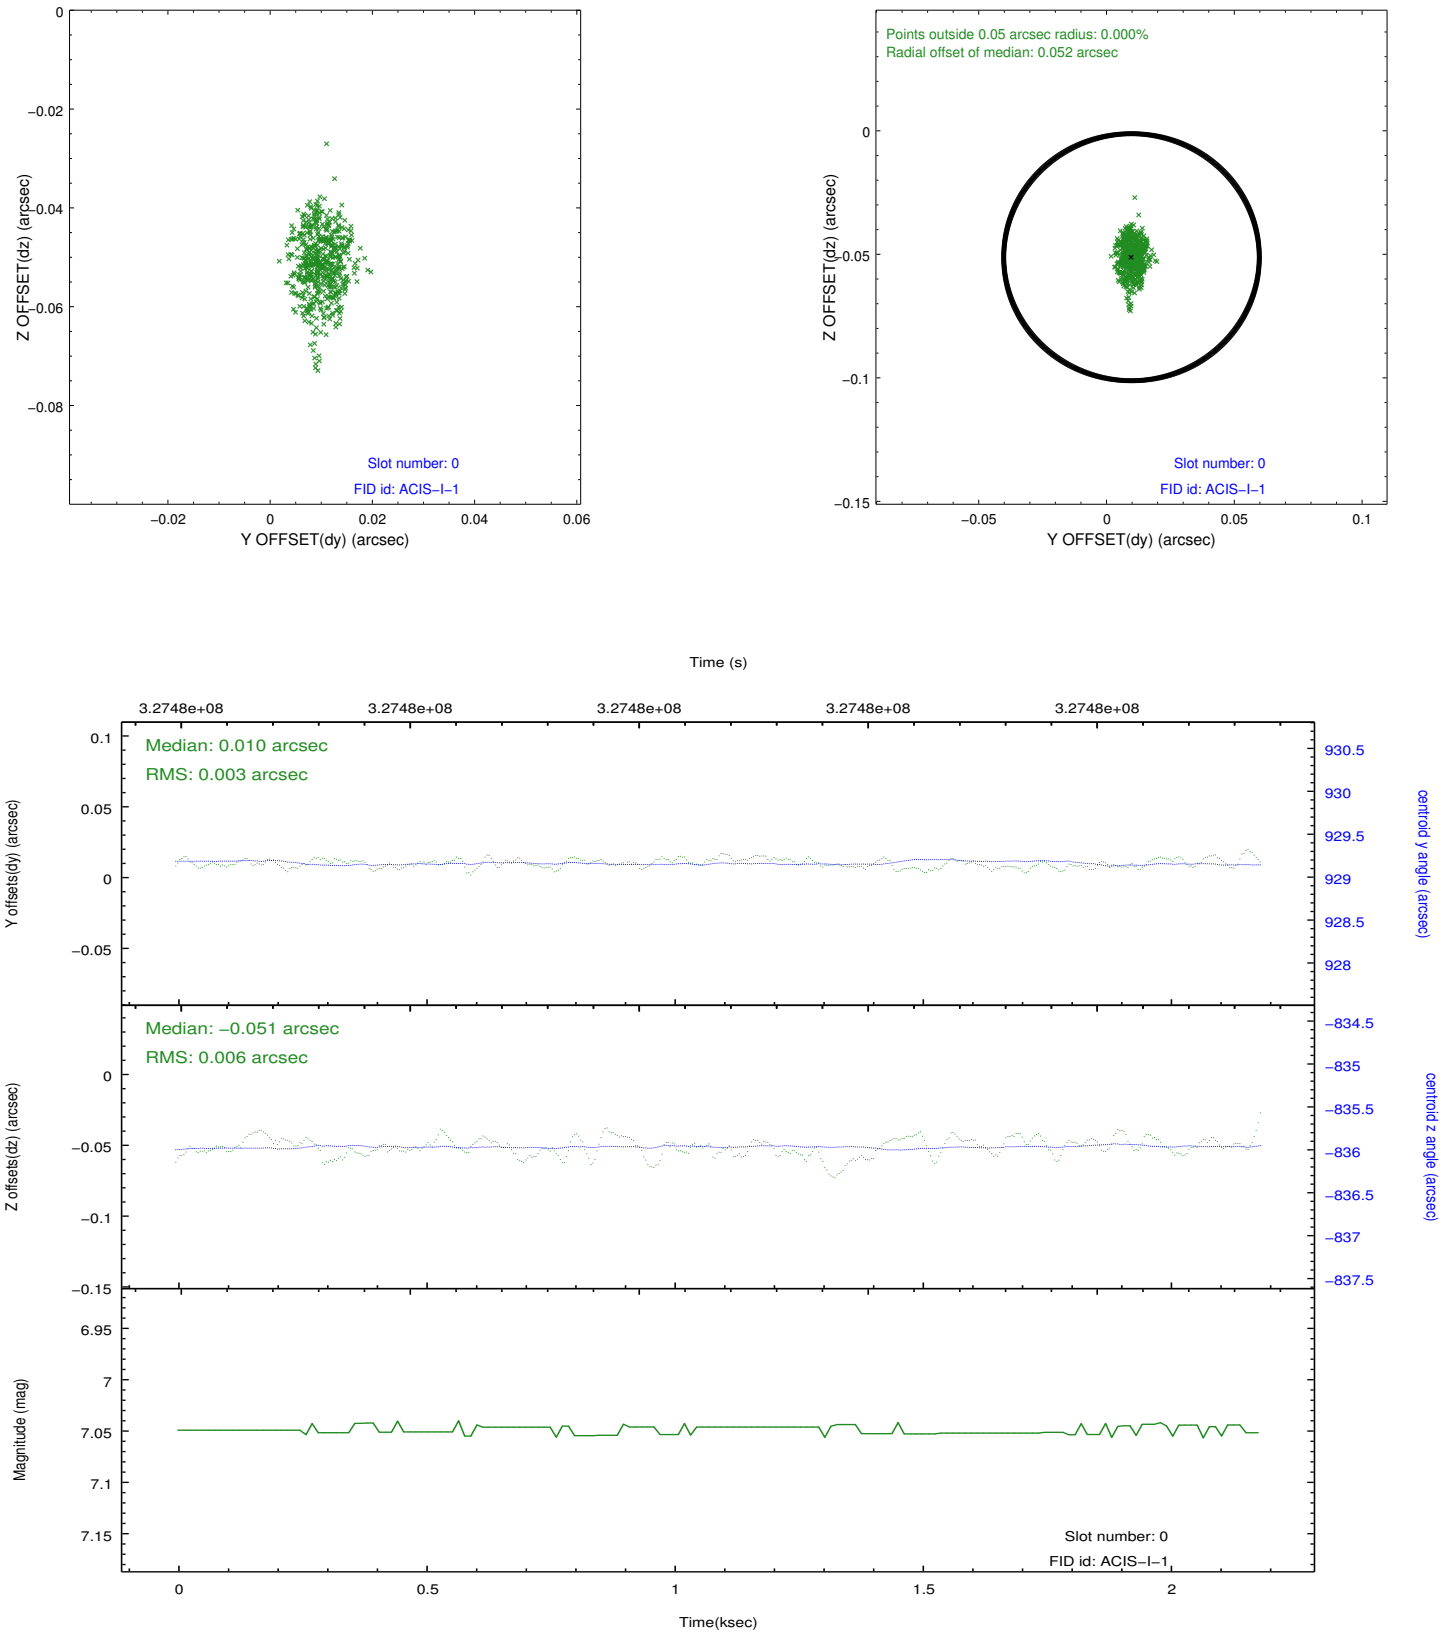 0
−0.02
−0.04
−0.06
−0.08
Z OFFSET(dz) (arcsec)
Slot number: 0
FID id: ACIS−I−1
−0.02
0
0.02
0.04
0.06
Y OFFSET(dy) (arcsec)
Points outside 0.05 arcsec radius: 0.000%
Radial offset of median: 0.052 arcsec
0
−0.05
−0.1
−0.15
Z OFFSET(dz) (arcsec)
Slot number: 0
FID id: ACIS−I−1
−0.05
0
0.05
0.1
Y OFFSET(dy) (arcsec)
Time (s)
3.2748e+08
3.2748e+08
3.2748e+08
3.2748e+08
3.2748e+08
Median: 0.010 arcsec
RMS: 0.003 arcsec
0.1
0.05
0
−0.05
Y offsets(dy) (arcsec)
930.5
930
929.5
929
928.5
928
centroid y angle (arcsec)
Median: −0.051 arcsec
RMS: 0.006 arcsec
0
−0.05
−0.1
−0.15
Z offsets(dz) (arcsec)
−834.5
−835
−835.5
−836
−836.5
−837
−837.5
centroid z angle (arcsec)
6.95
7
7.05
7.1
7.15
Magnitude (mag)
Slot number: 0
FID id: ACIS−I−1
0
0.5
1
1.5
2
Time(ksec)